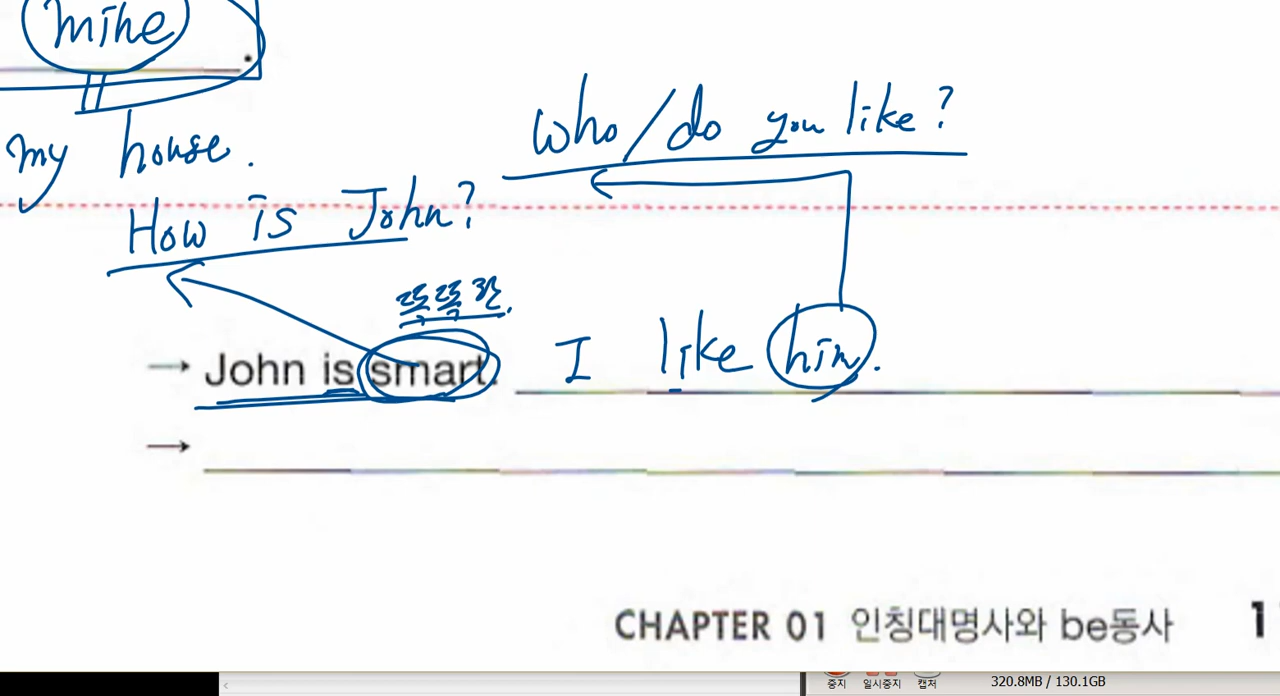 mine
.
Who/do you like?
my house.
How is John?
똑똑한.
→ John is smart. I like him.
→
CHAPTER 01 인칭대명사와 be동사
중지 일시중지 캡처 320.8MB / 130.1GB